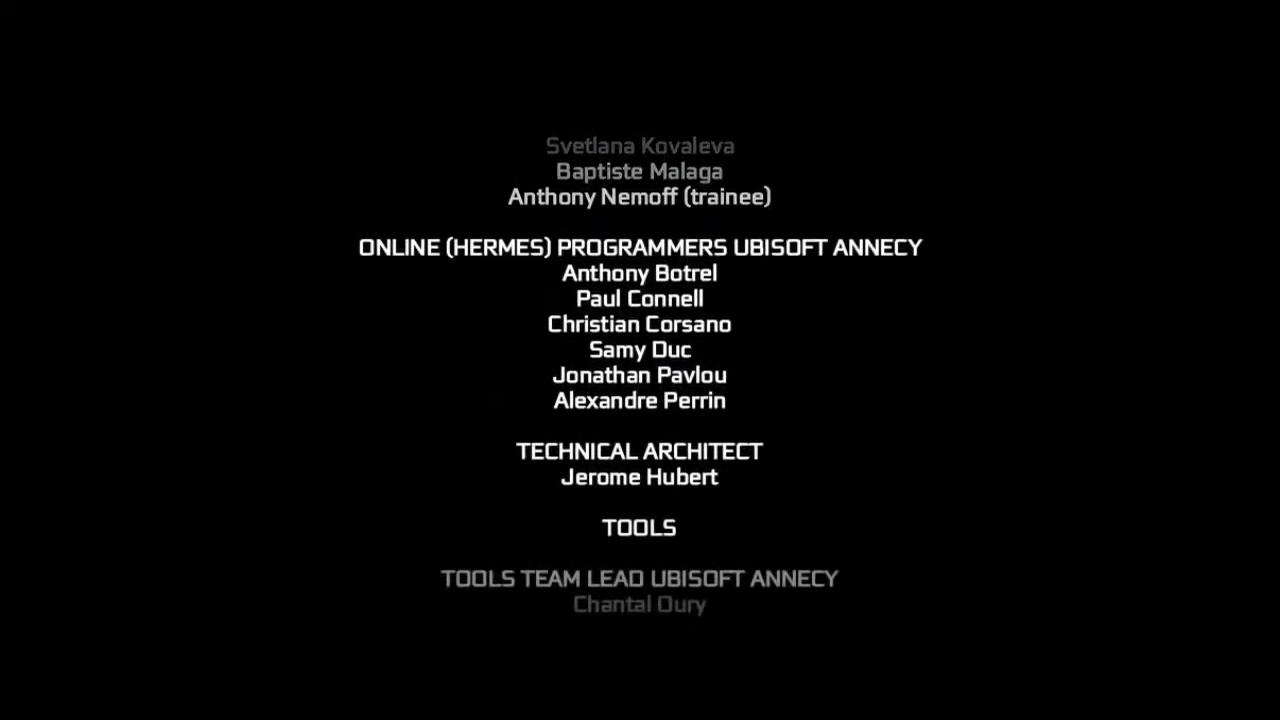 Svetlana Kovaleva
Baptiste Malaga
Anthony Nemoff (trainee)
ONLINE (HERMES) PROGRAMMERS UBISOFT ANNECY
Anthony Botrel
Paul Connell
Christian Corsano
Samy Duc
Jonathan Pavlou
Alexandre Perrin
TECHNICAL ARCHITECT
Jerome Hubert
TOOLS
TOOLS TEAM LEAD UBISOFT ANNECY
Chantal Oury